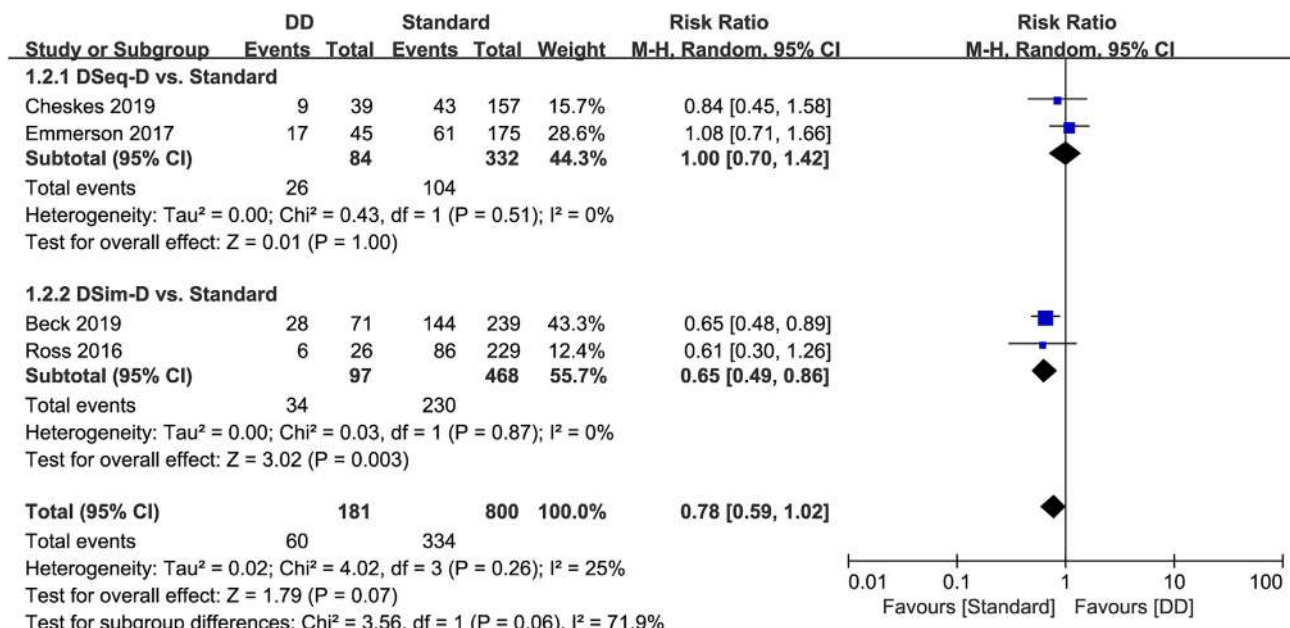 DD Standard Risk Ratio Risk Ratio
Study or Subgroup Events Total Events Total Weight M-H, Random, 95% CI M-H, Random, 95% CI
1.2.1 DSeq-D vs. Standard
Cheskes 2019 9 39 43 157 15.7% 0.84 [0.45, 1.58]
Emmerson 2017 17 45 61 175 28.6% 1.08 [0.71, 1.66]
Subtotal (95% CI) 84 332 44.3% 1.00 [0.70, 1.42]
Total events 26 104
Heterogeneity: Tau² = 0.00; Chi² = 0.43, df = 1 (P = 0.51); I² = 0%
Test for overall effect: Z = 0.01 (P = 1.00)
1.2.2 DSim-D vs. Standard
Beck 2019 28 71 144 239 43.3% 0.65 [0.48, 0.89]
Ross 2016 6 26 86 229 12.4% 0.61 [0.30, 1.26]
Subtotal (95% CI) 97 468 55.7% 0.65 [0.49, 0.86]
Total events 34 230
Heterogeneity: Tau² = 0.00; Chi² = 0.03, df = 1 (P = 0.87); I² = 0%
Test for overall effect: Z = 3.02 (P = 0.003)
Total (95% CI) 181 800 100.0% 0.78 [0.59, 1.02]
Total events 60 334
Heterogeneity: Tau² = 0.02; Chi² = 4.02, df = 3 (P = 0.26); I² = 25%
Test for overall effect: Z = 1.79 (P = 0.07)
Test for subgroup differences: Chi² = 3.56, df = 1 (P = 0.06), I² = 71.9%
0.01 0.1 1 10 100
Favours [Standard] Favours [DD]